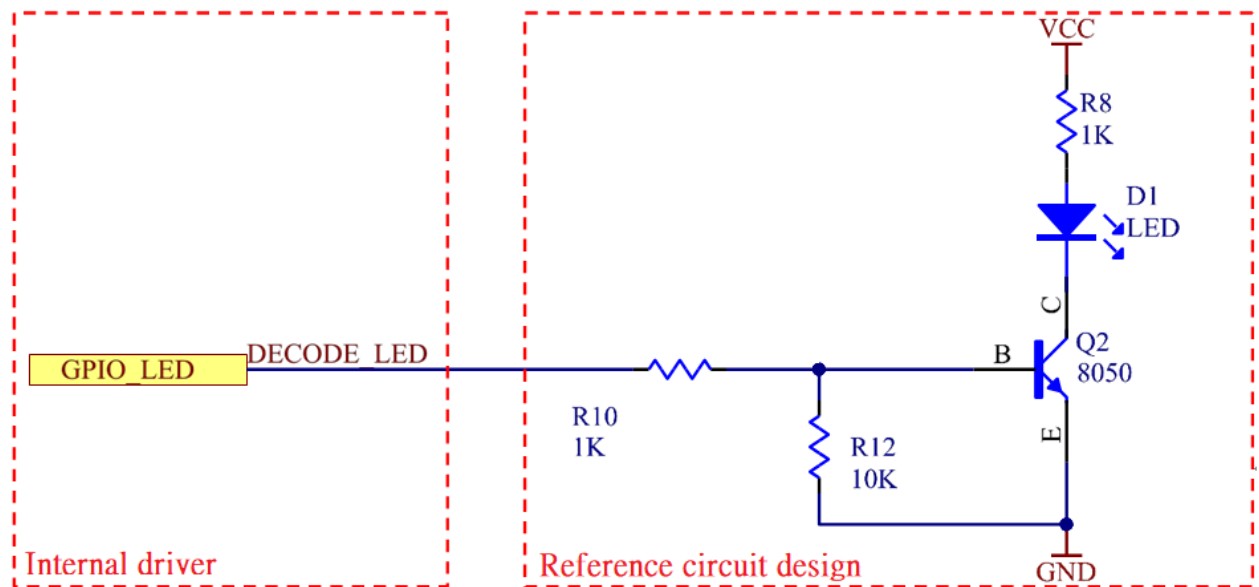 VCC
R8
1K
D1
LED
C
GPIO_LED
DECODE_LED
B
Q2
8050
R10
1K
R12
10K
E
Internal driver
Reference circuit design
GND